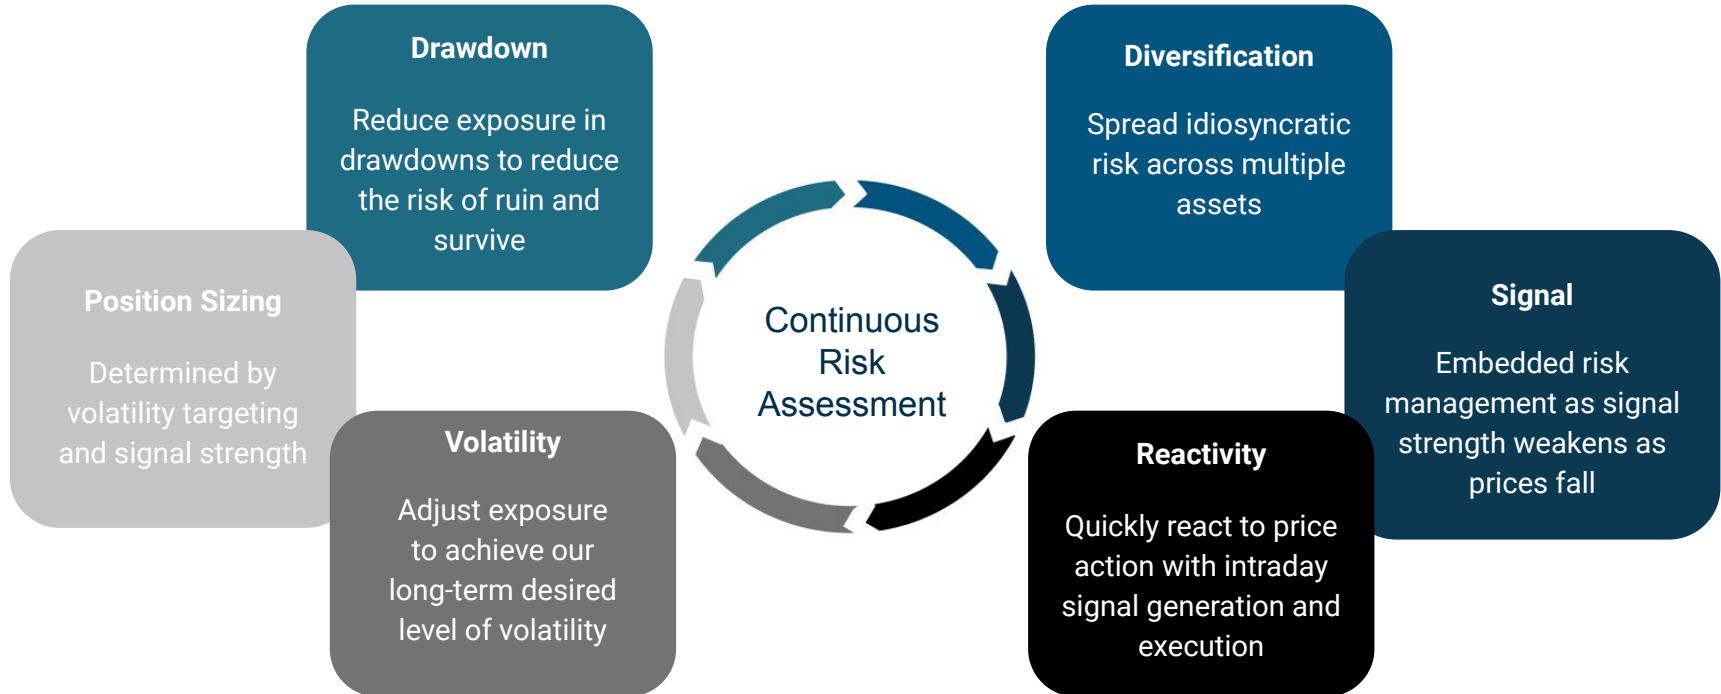 Drawdown
Reduce exposure in
drawdowns to reduce
the risk of ruin and
survive
Diversification
Spread idiosyncratic
risk across multiple
assets
Position Sizing
Determined by
volatility targeting
and signal strength
Continuous
Risk
Assessment
Signal
Embedded risk
management as signal
strength weakens as
prices fall
Volatility
Adjust exposure
to achieve our
long-term desired
level of volatility
Reactivity
Quickly react to price
action with intraday
signal generation and
execution